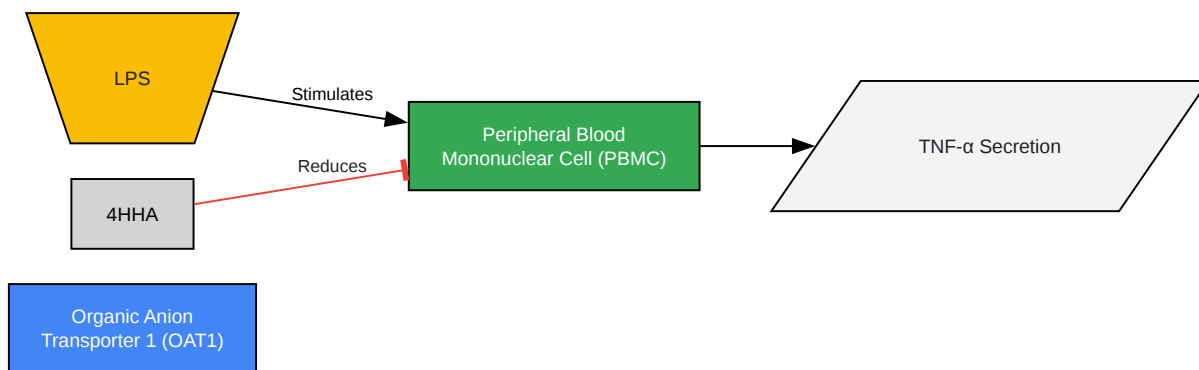 LPS
Stimulates
Peripheral Blood
Mononuclear Cell (PBMC)
TNF-α Secretion
Reduces
4HHA
Organic Anion
Transporter 1 (OAT1)